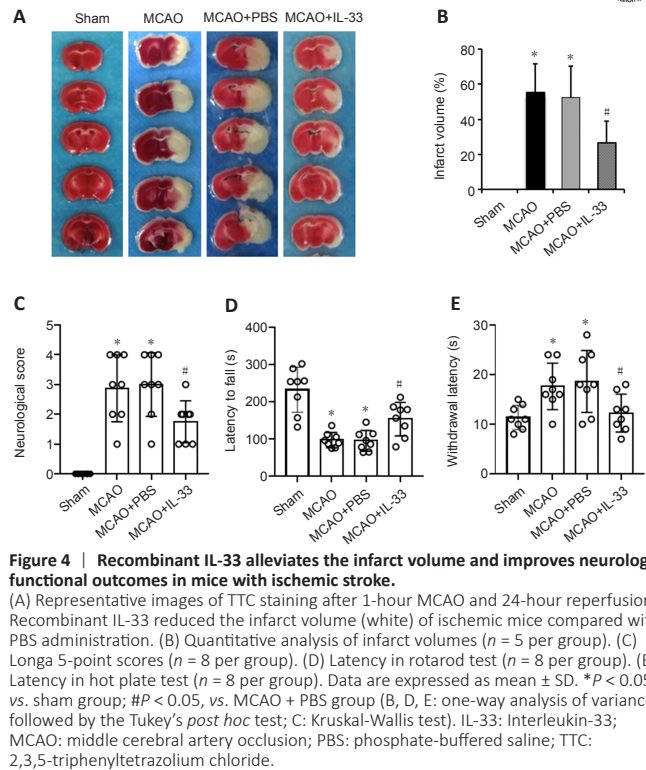 A
Sham MCAO MCAO+PBS MCAO+IL-33
B
Infarct volume (%)
80
60
40
20
0
*
*
#
Sham
MCAO
MCAO+PBS
MCAO+IL-33
C
Neurological score
5
4
3
2
1
0
*
*
#
Sham
MCAO
MCAO+PBS
MCAO+IL-33
D
Latency to fall (s)
400
300
200
100
0
*
*
#
Sham
MCAO
MCAO+PBS
MCAO+IL-33
E
Withdrawal latency (s)
30
20
10
0
*
*
#
Sham
MCAO
MCAO+PBS
MCAO+IL-33
Figure 4 | Recombinant IL-33 alleviates the infarct volume and improves neurolog
functional outcomes in mice with ischemic stroke.
(A) Representative images of TTC staining after 1-hour MCAO and 24-hour reperfusion
Recombinant IL-33 reduced the infarct volume (white) of ischemic mice compared wit
PBS administration. (B) Quantitative analysis of infarct volumes (n = 5 per group). (C)
Longa 5-point scores (n = 8 per group). (D) Latency in rotarod test (n = 8 per group). (E
Latency in hot plate test (n = 8 per group). Data are expressed as mean ± SD. *P < 0.05
vs. sham group; #P < 0.05, vs. MCAO + PBS group (B, D, E: one-way analysis of variance
followed by the Tukey's post hoc test; C: Kruskal-Wallis test). IL-33: Interleukin-33;
MCAO: middle cerebral artery occlusion; PBS: phosphate-buffered saline; TTC:
2,3,5-triphenyltetrazolium chloride.